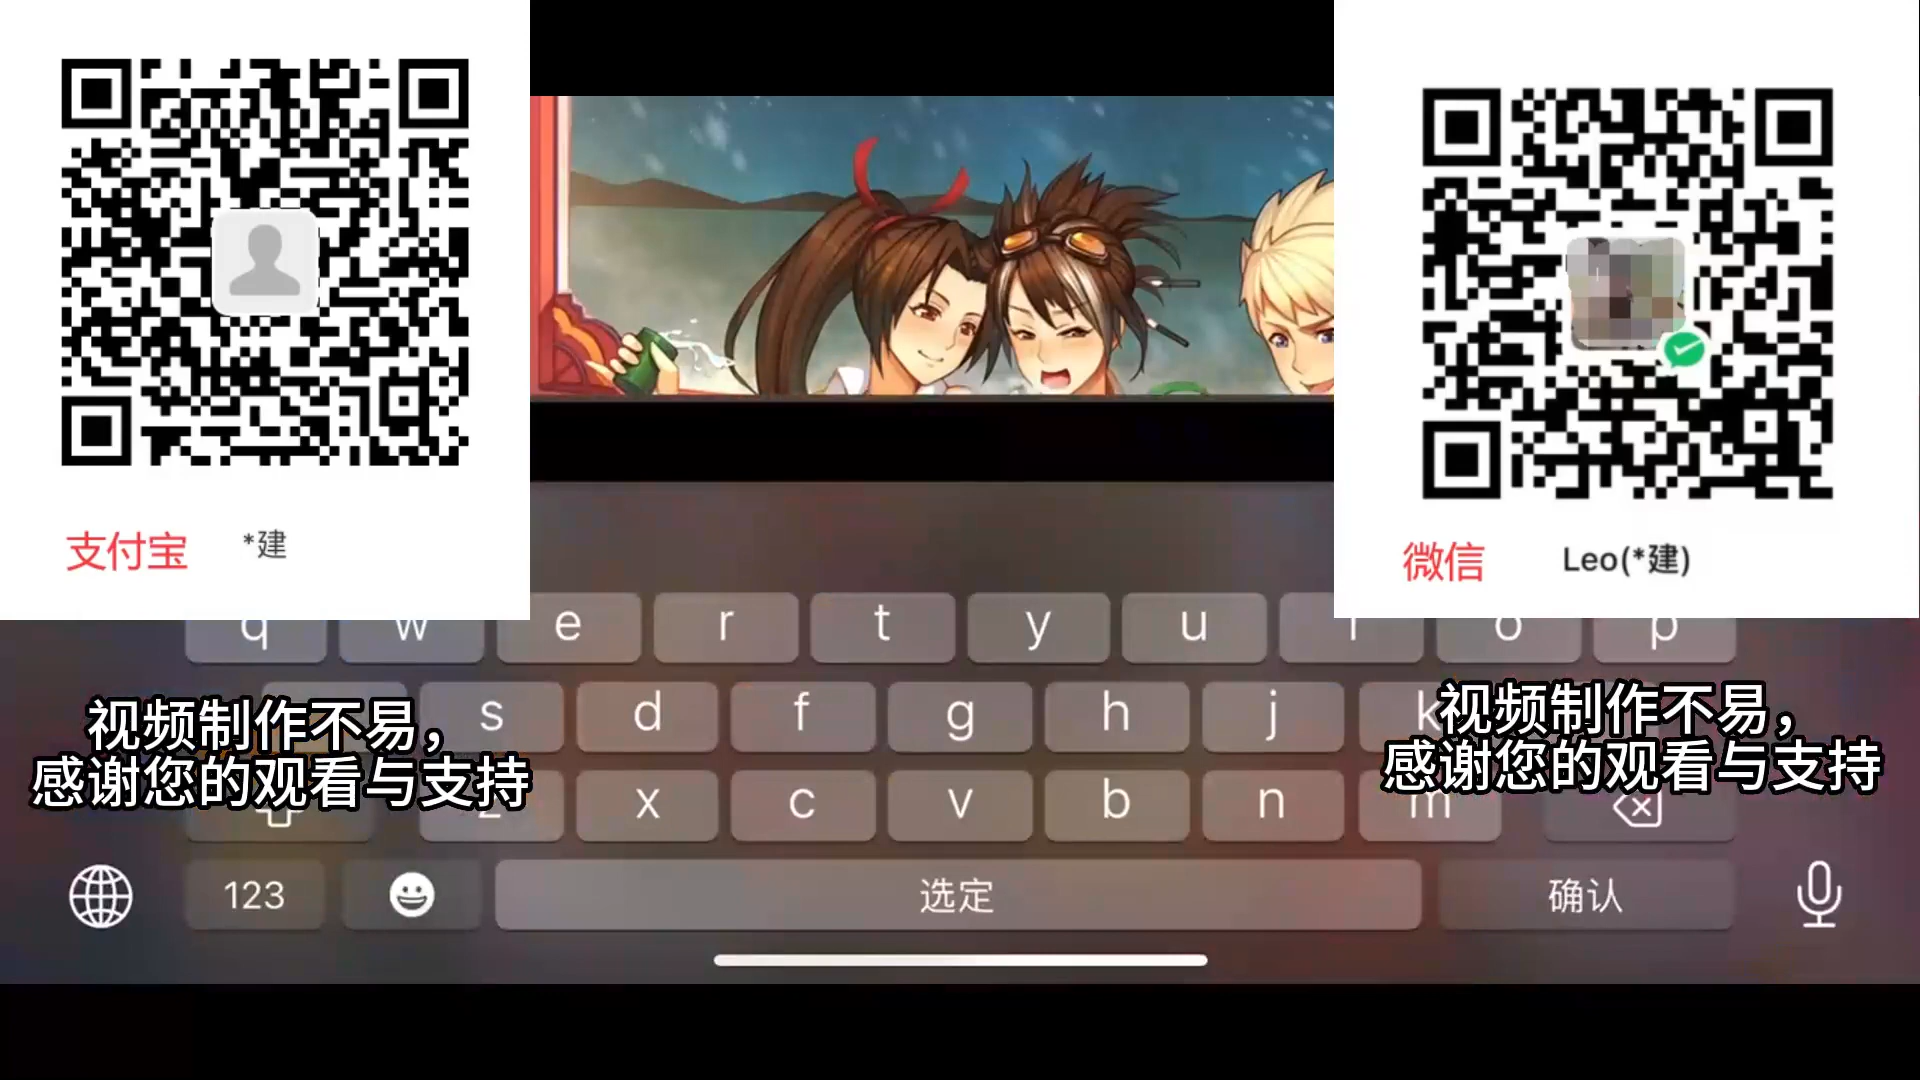 支付宝 *建
微信 Leo(*建)
q w e r t y u i o p
s d f g h j k
视频制作不易，
感谢您的观看与支持
视频制作不易，
感谢您的观看与支持
z x c v b n m
123 选定 确认